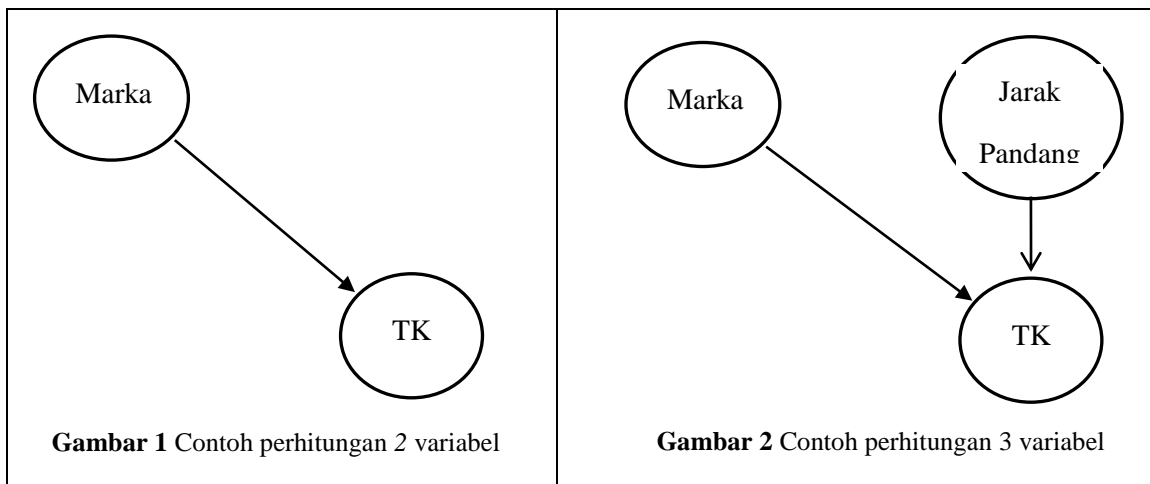 Marka
TK
Gambar 1 Contoh perhitungan 2 variabel
Marka
Jarak
Pandang
TK
Gambar 2 Contoh perhitungan 3 variabel